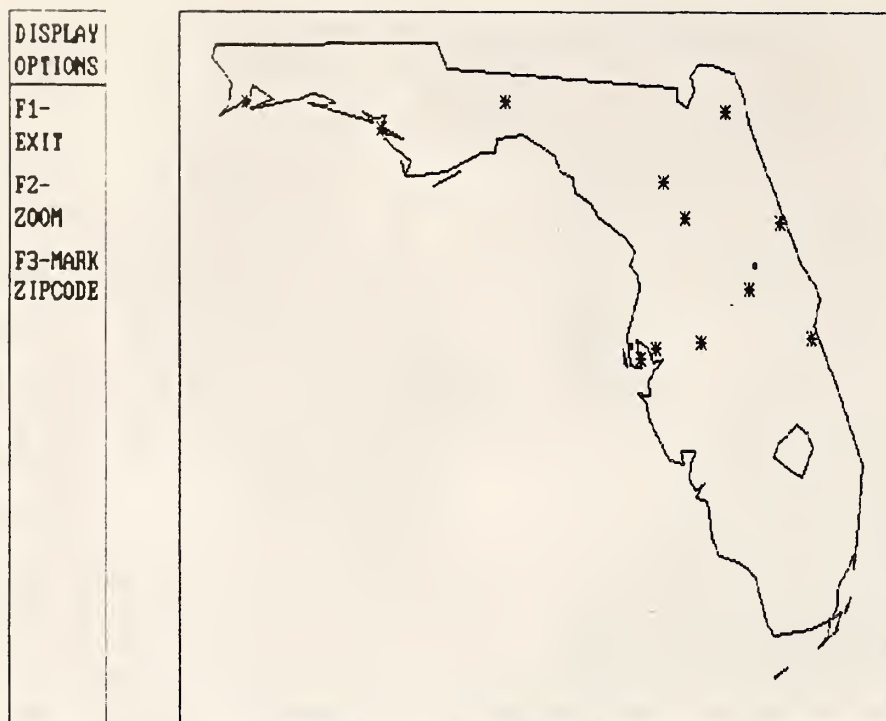 DISPLAY
OPTIONS
F1-
EXIT
F2-
ZOOM
F3-MARK
ZIPCODE